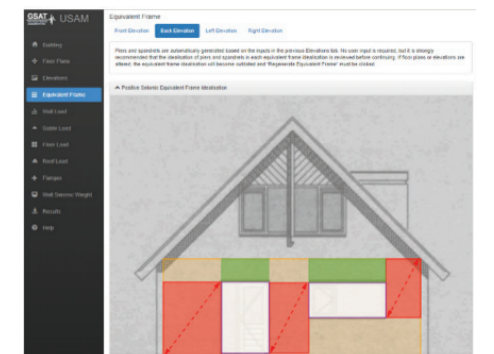 GSAT USAM
Building
Floor Plans
Elevations
Equivalent Frame
Wall Load
Gable Load
Floor Load
Roof Load
Flanges
Wall Seismic Weight
Results
Help
Equivalent Frame
Front Elevation Back Elevation Left Elevation Right Elevation
Piers and spandrels are automatically generated based on the inputs in the previous Elevations tab. No user input is required, but it is strongly
recommended that the idealisation of piers and spandrels in each equivalent frame idealisation is reviewed before continuing. If floor plans or elevations are
altered, the equivalent frame idealisation will become outdated and "Regenerate Equivalent Frame" must be clicked.
Positive Seismic Equivalent Frame Idealisation